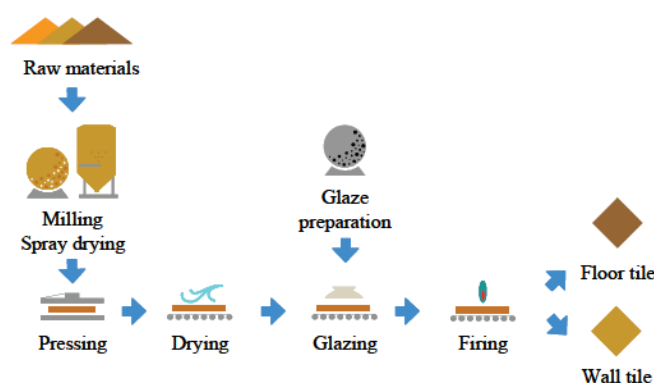 Raw materials
Milling
Spray drying
Glaze
preparation
Pressing
Drying
Glazing
Firing
Floor tile
Wall tile